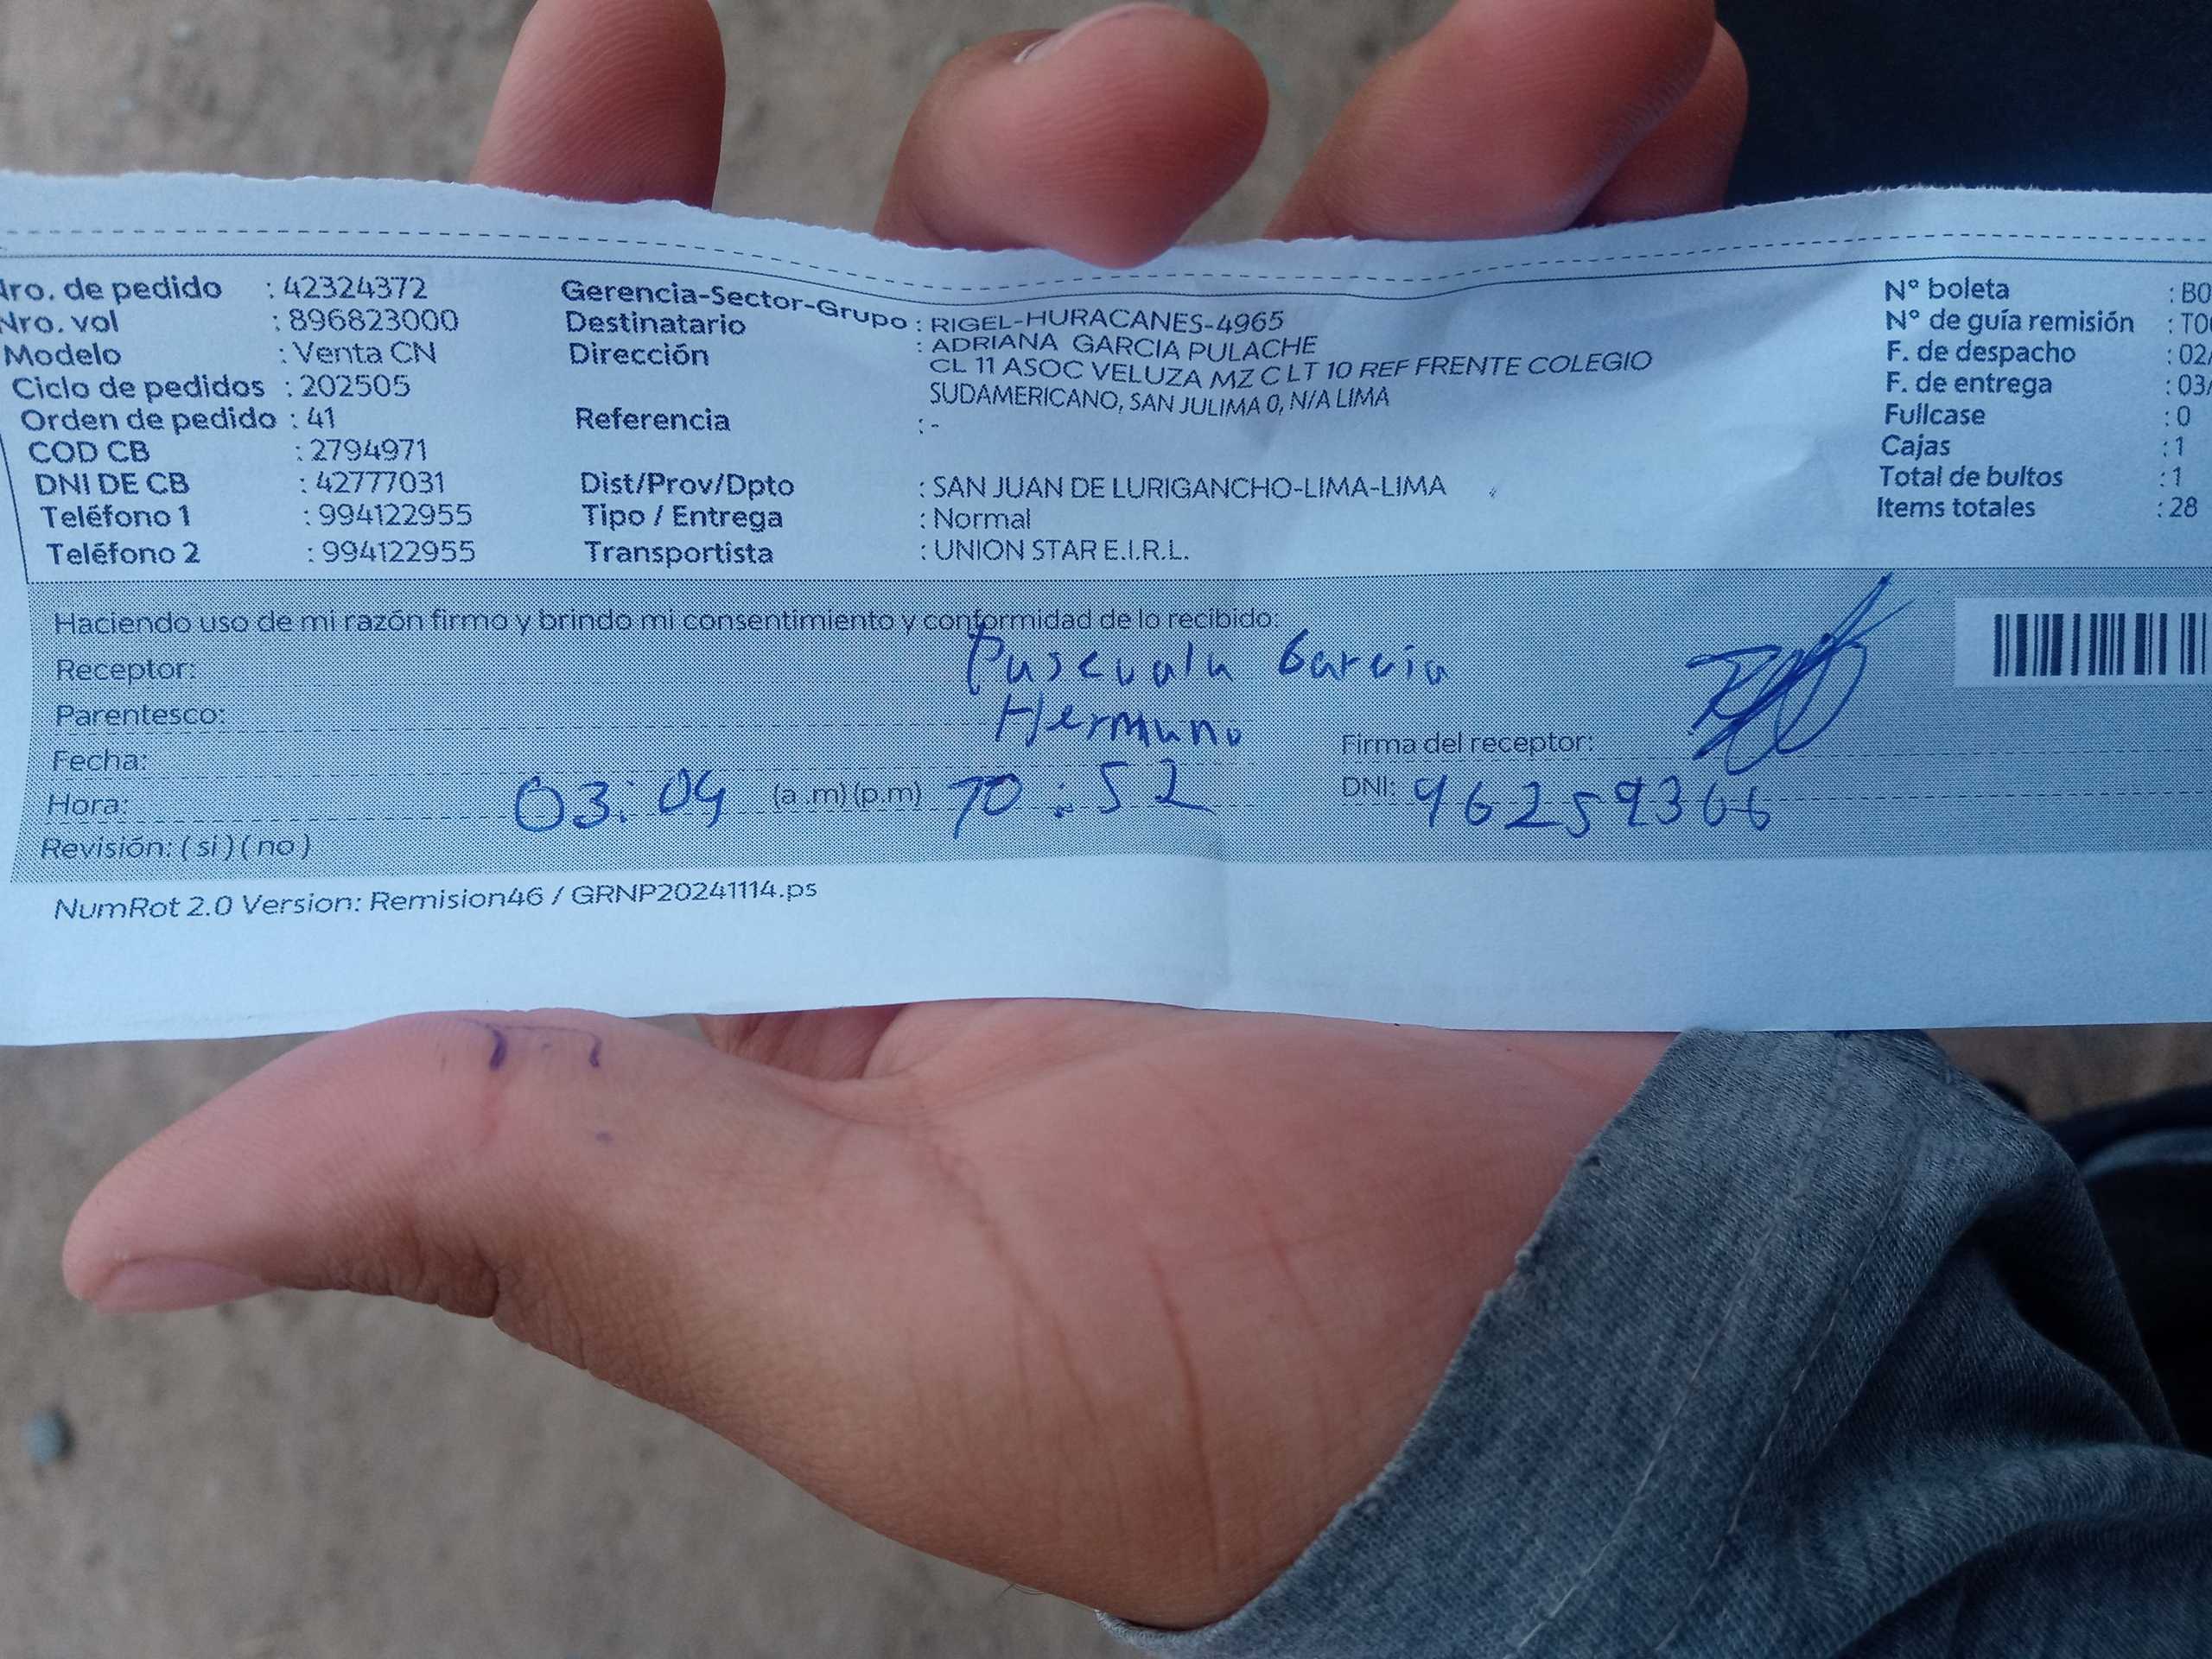 Nro. de pedido : 42324372
Nro. vol : 896823000
Modelo : Venta CN
Ciclo de pedidos : 202505
Orden de pedido : 41
COD CB : 2794971
DNI DE CB : 42777031
Teléfono 1 : 994122955
Teléfono 2 : 994122955
Gerencia-Sector-Grupo : RIGEL-HURACANES-4965
Destinatario : ADRIANA GARCIA PULACHE
Dirección CL 11 ASOC VELUZA MZ C LT 10 REF FRENTE COLEGIO
SUDAMERICANO, SAN JULIMA 0, N/A LIMA
Referencia : -
Dist/Prov/Dpto : SAN JUAN DE LURIGANCHO-LIMA-LIMA
Tipo / Entrega : Normal
Transportista : UNION STAR E.I.R.L.
N° boleta : B0
N° de guía remisión : T00
F. de despacho : 02/
F. de entrega : 03/
Fullcase : 0
Cajas : 1
Total de bultos : 1
Items totales : 28
Haciendo uso de mi razón firmo y brindo mi consentimiento y conformidad de lo recibido:
Receptor: Garcia
Parentesco: Hermano
Fecha:
Firma del receptor:
Hora: 03:04 (a.m) (p.m) 10:52
DNI: 96259366
Revisión: ( si ) ( no )
NumRot 2.0 Version: Remision46 / GRNP20241114.ps